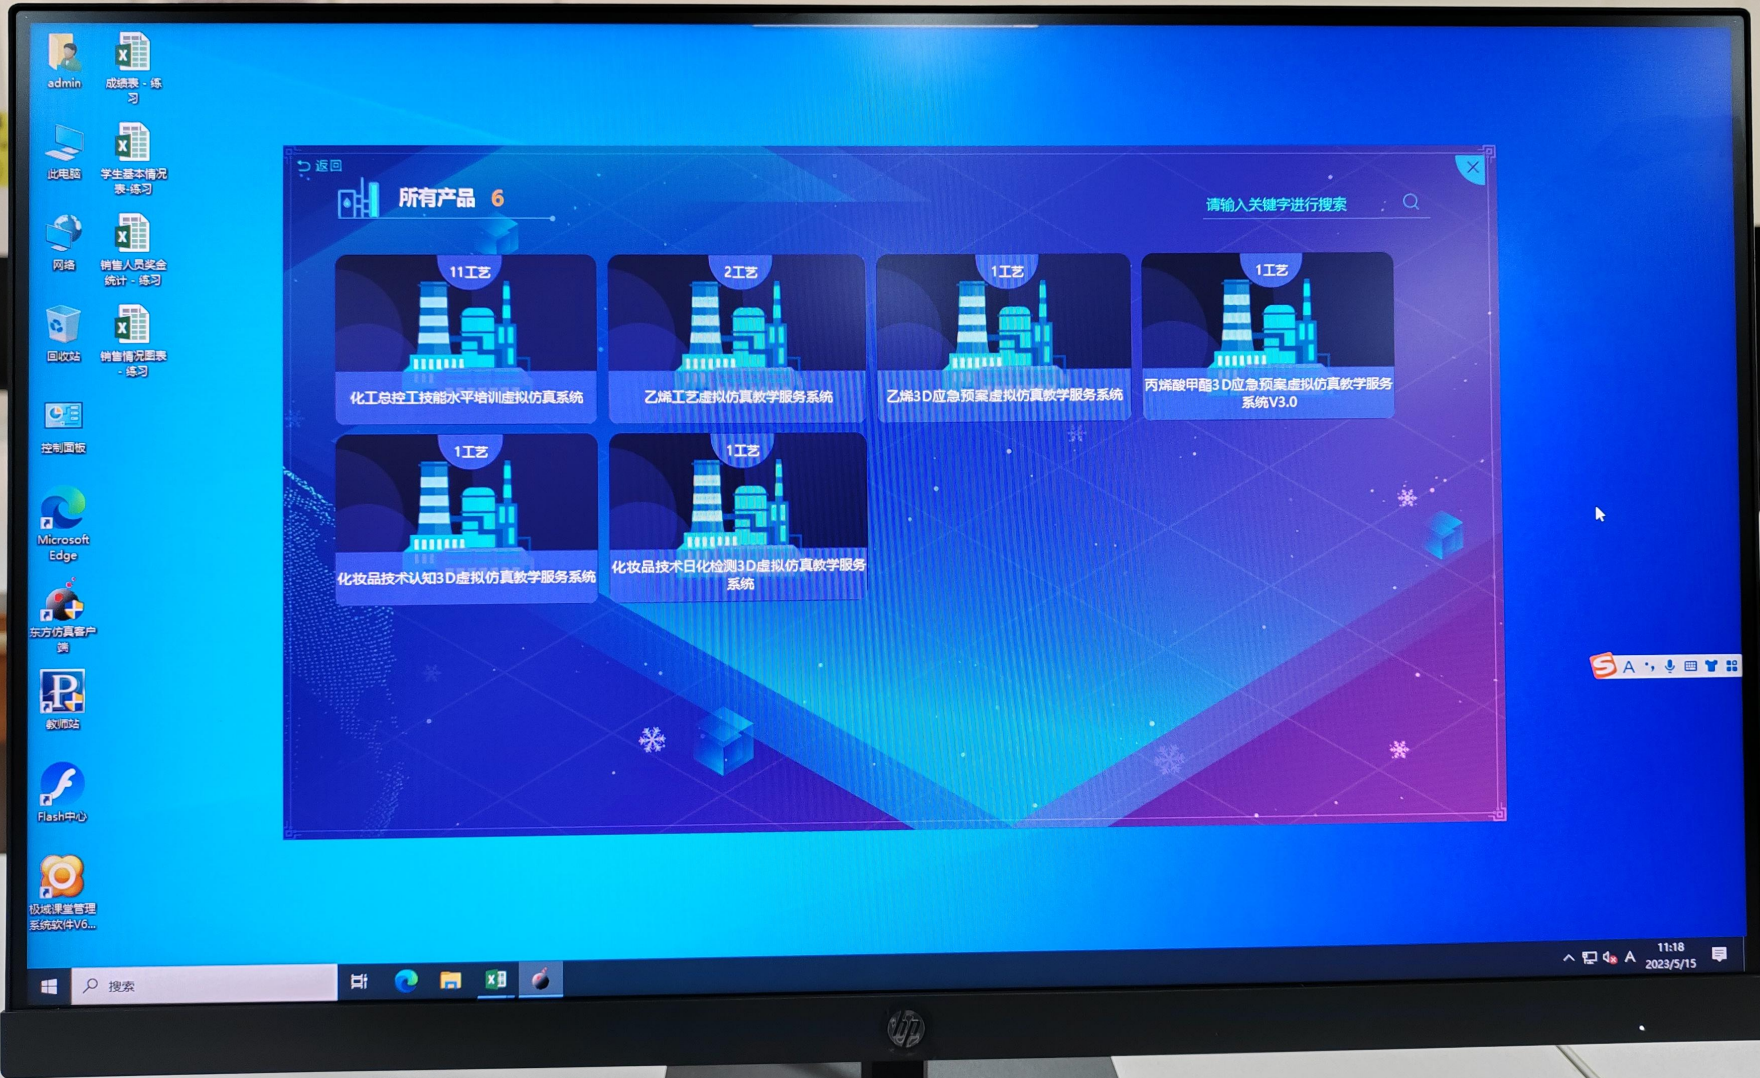 admin
成绩表 - 练
习
此电脑
学生基本情况
表-练习
网络
销售人员奖金
统计 - 练习
回收站
销售情况图表
- 练习
控制面板
Microsoft
Edge
东方仿真客户
端
教师站
Flash中心
极域课堂管理
系统软件V6...
返回
所有产品 6
请输入关键字进行搜索
11工艺
化工总控工技能水平培训虚拟仿真系统
2工艺
乙烯工艺虚拟仿真教学服务系统
1工艺
乙烯3D应急预案虚拟仿真教学服务系统
1工艺
丙烯酸甲酯3D应急预案虚拟仿真教学服务
系统V3.0
1工艺
化妆品技术认知3D虚拟仿真教学服务系统
1工艺
化妆品技术日化检测3D虚拟仿真教学服务
系统
A
搜索
A
11:18
2023/5/15
hp